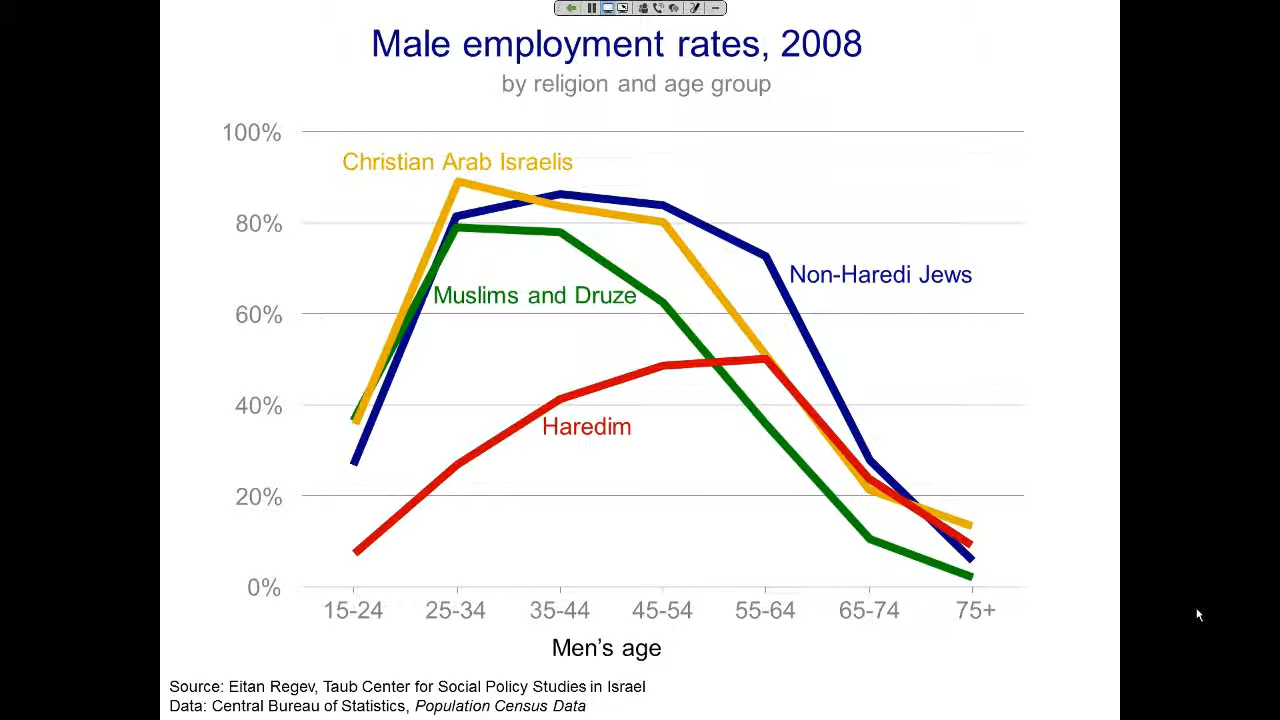 Male employment rates, 2008
by religion and age group
100%
Christian Arab Israelis
80%
Non-Haredi Jews
Muslims and Druze
60%
40%
Haredim
20%
0%
15-24 25-34 35-44 45-54 55-64 65-74 75+
Men’s age
Source: Eitan Regev, Taub Center for Social Policy Studies in Israel
Data: Central Bureau of Statistics, Population Census Data